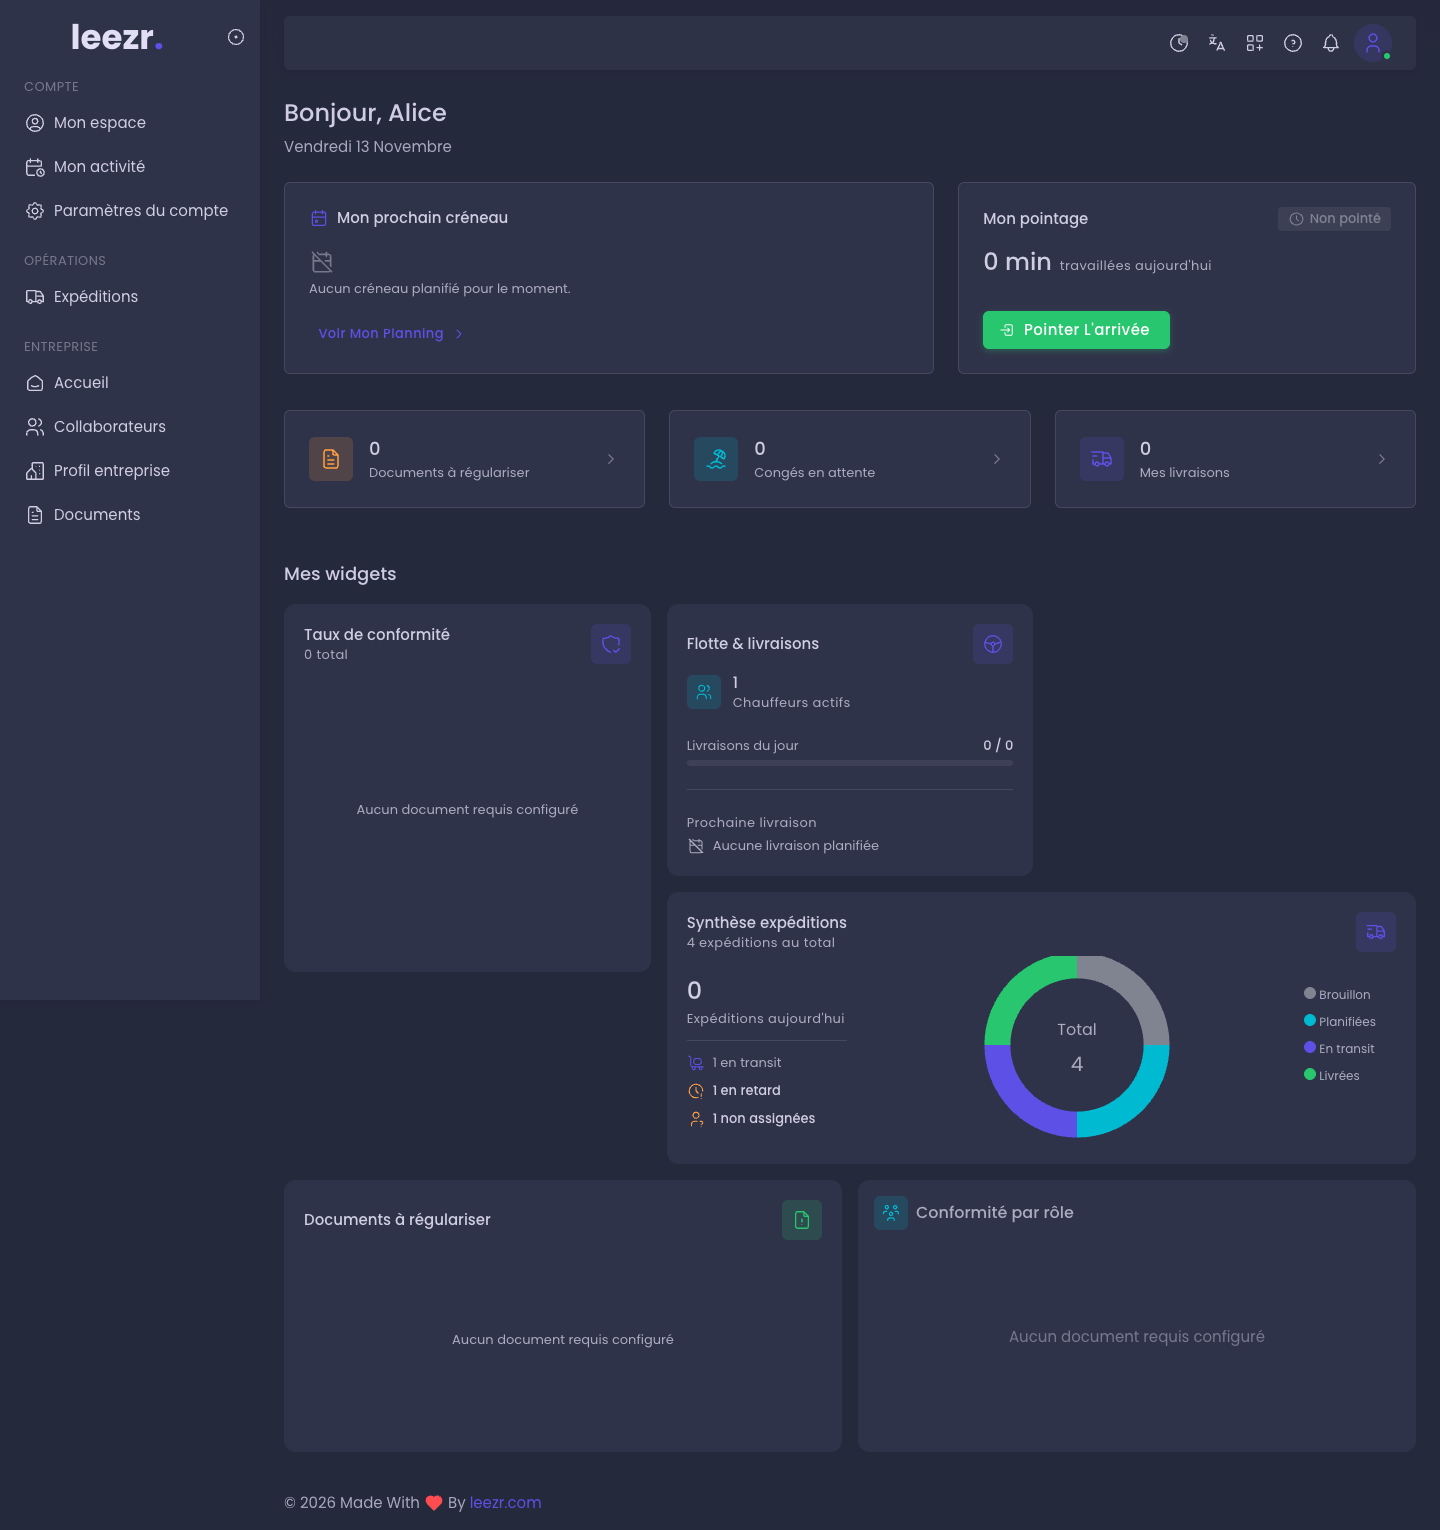 leezr.
COMPTE
Mon espace
Mon activité
Paramètres du compte
OPÉRATIONS
Expéditions
ENTREPRISE
Accueil
Collaborateurs
Profil entreprise
Documents
Bonjour, Alice
Vendredi 13 Novembre
Mon prochain créneau
Aucun créneau planifié pour le moment.
Voir Mon Planning
Mon pointage
Non pointé
0 min travaillées aujourd'hui
Pointer L'arrivée
0
Documents à régulariser
0
Congés en attente
0
Mes livraisons
Mes widgets
Taux de conformité
0 total
Aucun document requis configuré
Flotte & livraisons
1
Chauffeurs actifs
Livraisons du jour 0 / 0
Prochaine livraison
Aucune livraison planifiée
Synthèse expéditions
4 expéditions au total
0
Expéditions aujourd'hui
1 en transit
1 en retard
1 non assignées
Total
4
Brouillon
Planifiées
En transit
Livrées
Documents à régulariser
Aucun document requis configuré
Conformité par rôle
Aucun document requis configuré
© 2026 Made With By leezr.com